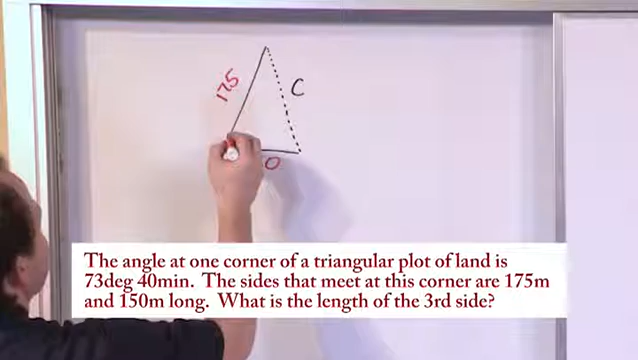 175
C
0
The angle at one corner of a triangular plot of land is
73deg 40min. The sides that meet at this corner are 175m
and 150m long. What is the length of the 3rd side?